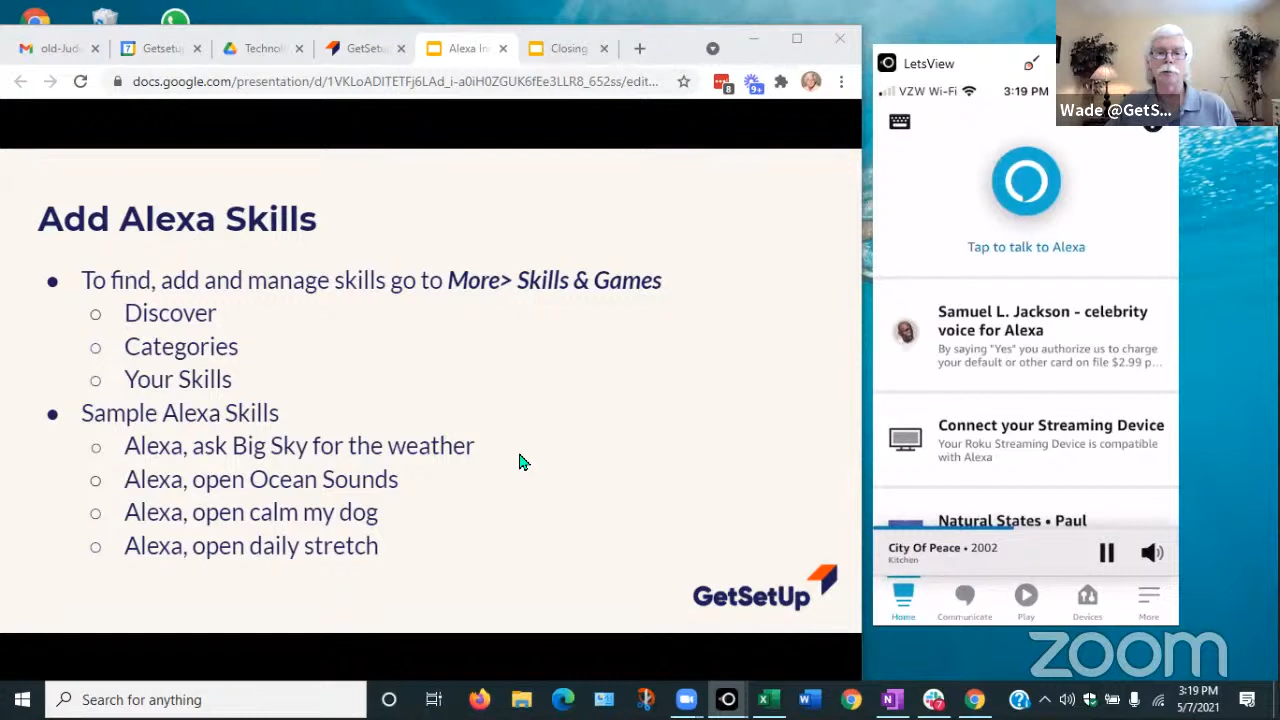 old-Jud
Getsetu
Technol
GetSetU
Alexa In
Closing
docs.google.com/presentation/d/1VKLoADITETFj6LAd_i-a0iH0ZGUK6fEe3LLR8_652ss/edit...
8
9+
Add Alexa Skills
● To find, add and manage skills go to More> Skills & Games
○ Discover
○ Categories
○ Your Skills
● Sample Alexa Skills
○ Alexa, ask Big Sky for the weather
○ Alexa, open Ocean Sounds
○ Alexa, open calm my dog
○ Alexa, open daily stretch
GetSetUp
LetsView
VZW Wi-Fi
3:19 PM
Wade @GetS...
Tap to talk to Alexa
Samuel L. Jackson - celebrity
voice for Alexa
By saying "Yes" you authorize us to charge
your default or other card on file $2.99 p...
Connect your Streaming Device
Your Roku Streaming Device is compatible
with Alexa
Natural States • Paul
City Of Peace • 2002
Kitchen
Home
Communicate
Play
Devices
More
zoom
Search for anything
3:19 PM
5/7/2021